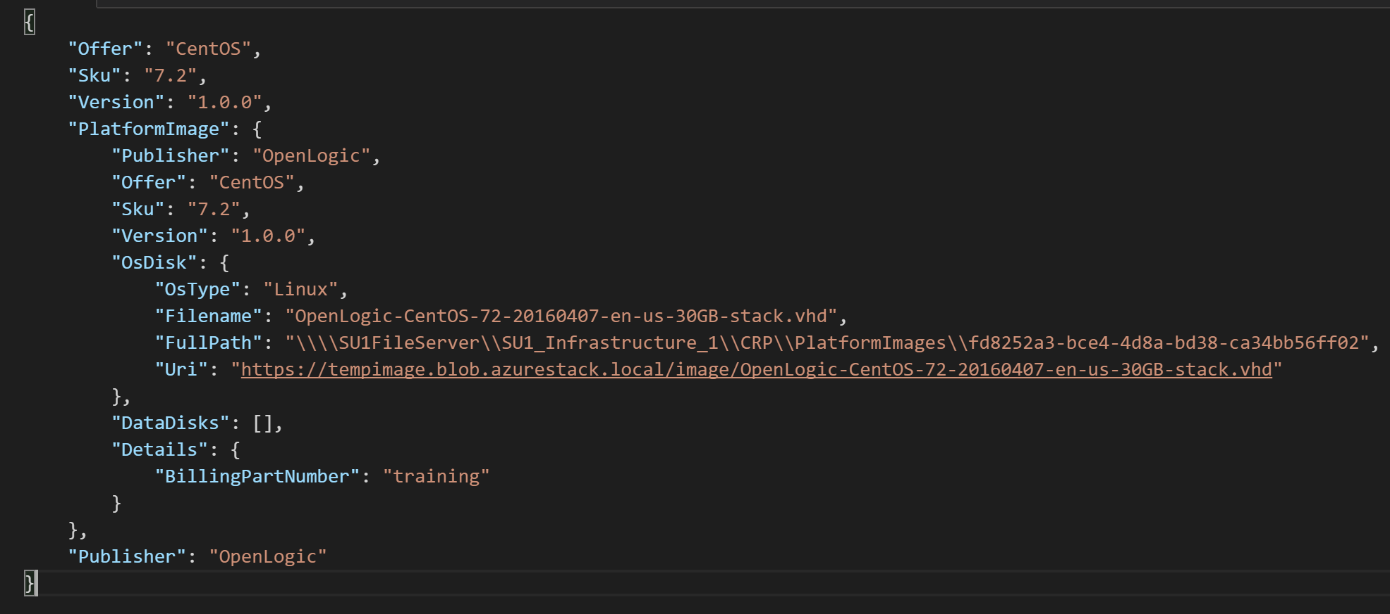 {
    "Offer": "CentOS",
    "Sku": "7.2",
    "Version": "1.0.0",
    "PlatformImage": {
        "Publisher": "OpenLogic",
        "Offer": "CentOS",
        "Sku": "7.2",
        "Version": "1.0.0",
        "OsDisk": {
            "OsType": "Linux",
            "Filename": "OpenLogic-CentOS-72-20160407-en-us-30GB-stack.vhd",
            "FullPath": "\\\\SU1FileServer\\SU1_Infrastructure_1\\CRP\\PlatformImages\\fd8252a3-bce4-4d8a-bd38-ca34bb56ff02",
            "Uri": "https://tempimage.blob.azurestack.local/image/OpenLogic-CentOS-72-20160407-en-us-30GB-stack.vhd"
        },
        "DataDisks": [],
        "Details": {
            "BillingPartNumber": "training"
        }
    },
    "Publisher": "OpenLogic"
}